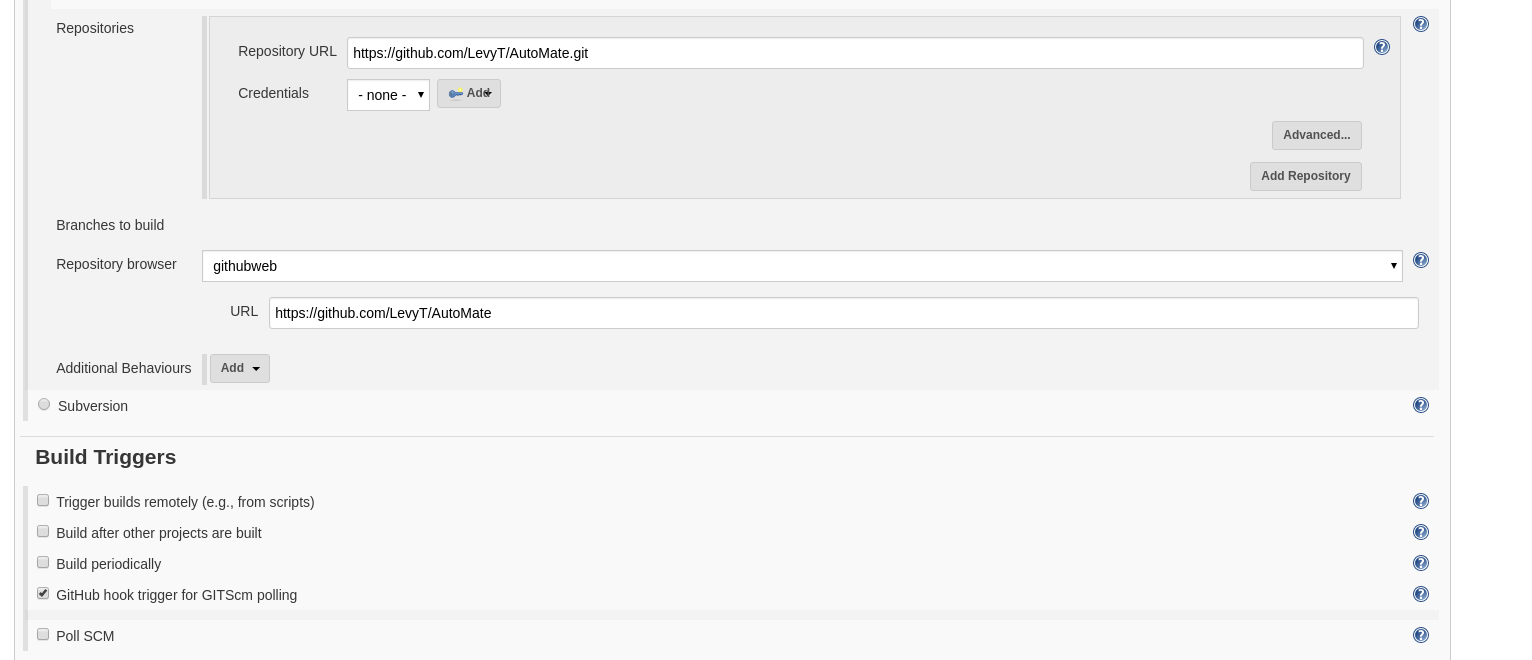 Repositories
Repository URL https://github.com/LevyT/AutoMate.git
Credentials - none - Add
Advanced...
Add Repository
Branches to build
Repository browser githubweb
URL https://github.com/LevyT/AutoMate
Additional Behaviours Add
Subversion
Build Triggers
Trigger builds remotely (e.g., from scripts)
Build after other projects are built
Build periodically
GitHub hook trigger for GITScm polling
Poll SCM